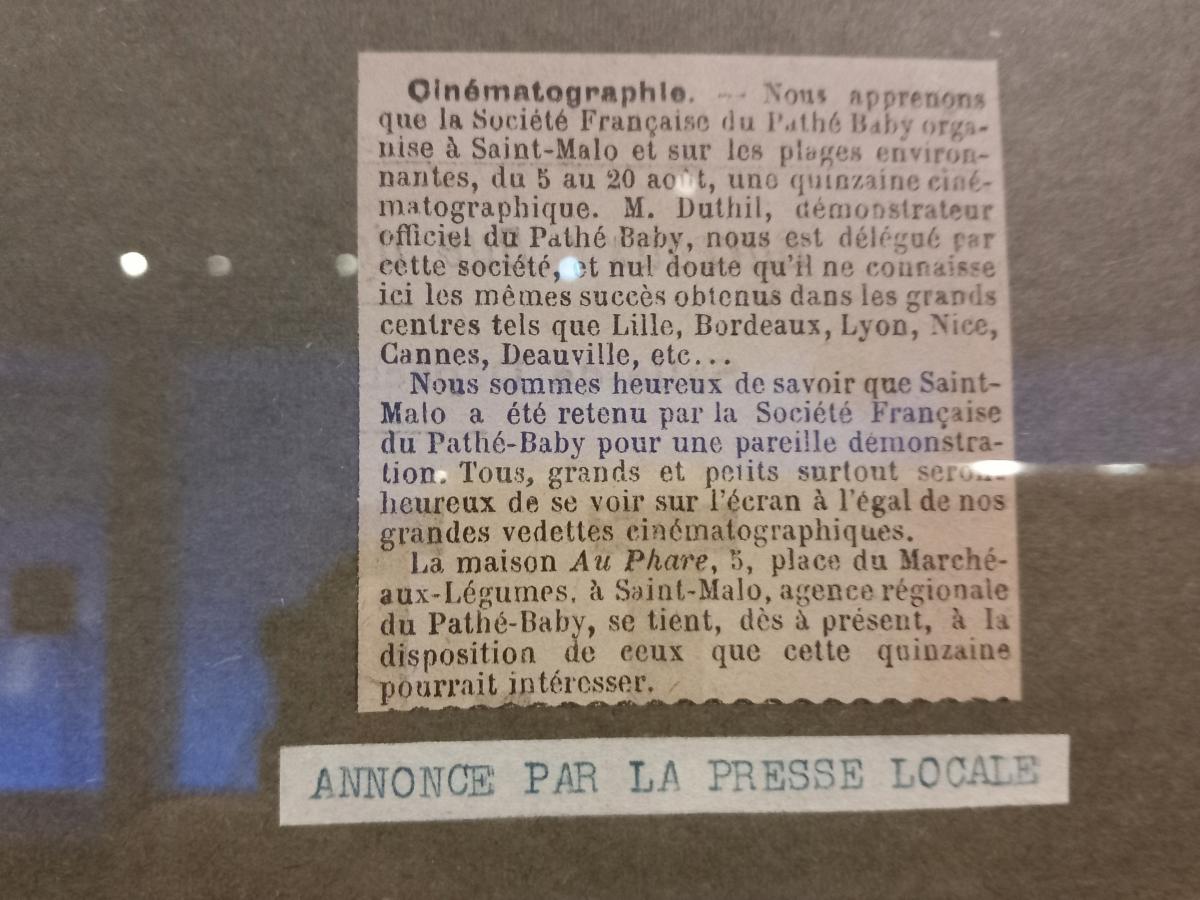 Cinématographie. -- Nous apprenons
que la Société Française du Pathé Baby orga-
nise à Saint-Malo et sur les plages environ-
nantes, du 5 au 20 août, une quinzaine ciné-
matographique. M. Duthil, démonstrateur
officiel du Pathé Baby, nous est délégué par
cette société, et nul doute qu'il ne connaisse
ici les mêmes succès obtenus dans les grands
centres tels que Lille, Bordeaux, Lyon, Nice,
Cannes, Deauville, etc...
Nous sommes heureux de savoir que Saint-
Malo a été retenu par la Société Française
du Pathé-Baby pour une pareille démonstra-
tion. Tous, grands et petits surtout seront
heureux de se voir sur l'écran à l'égal de nos
grandes vedettes cinématographiques.
La maison Au Phare, 5, place du Marché-
aux-Légumes, à Saint-Malo, agence régionale
du Pathé-Baby, se tient, dès à présent, à la
disposition de ceux que cette quinzaine
pourrait intéresser.
ANNONCE PAR LA PRESSE LOCALE